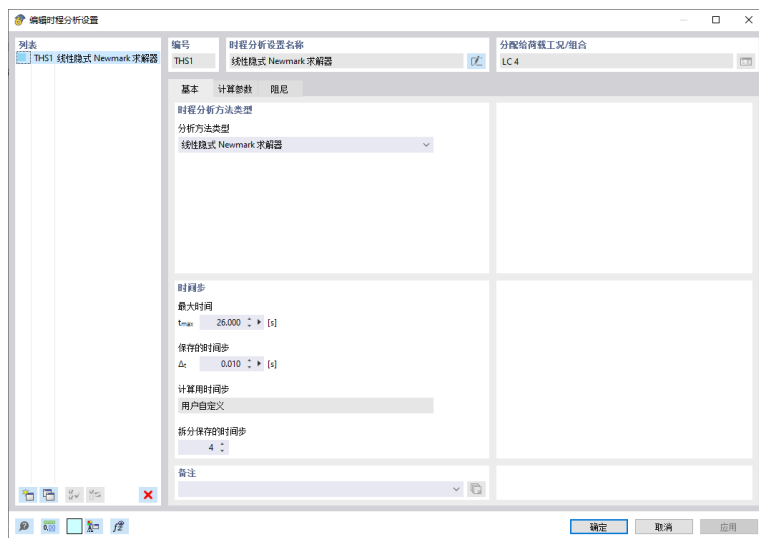 编辑时程分析设置
列表
THS1 线性隐式 Newmark 求解器
编号
THS1
时程分析设置名称
线性隐式 Newmark 求解器
分配给荷载工况/组合
LC 4
基本 计算参数 阻尼
时程分析方法类型
分析方法类型
线性隐式 Newmark 求解器
时间步
最大时间
tmax 26.000 [s]
保存的时间步
Δt 0.010 [s]
计算用时间步
用户自定义
拆分保存的时间步
4
备注
确定 取消 应用